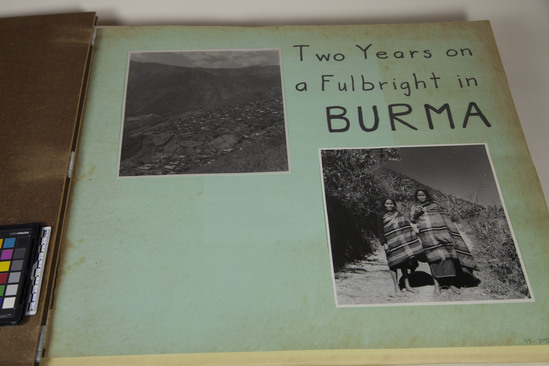 Two Years on
a Fulbright in
BURMA